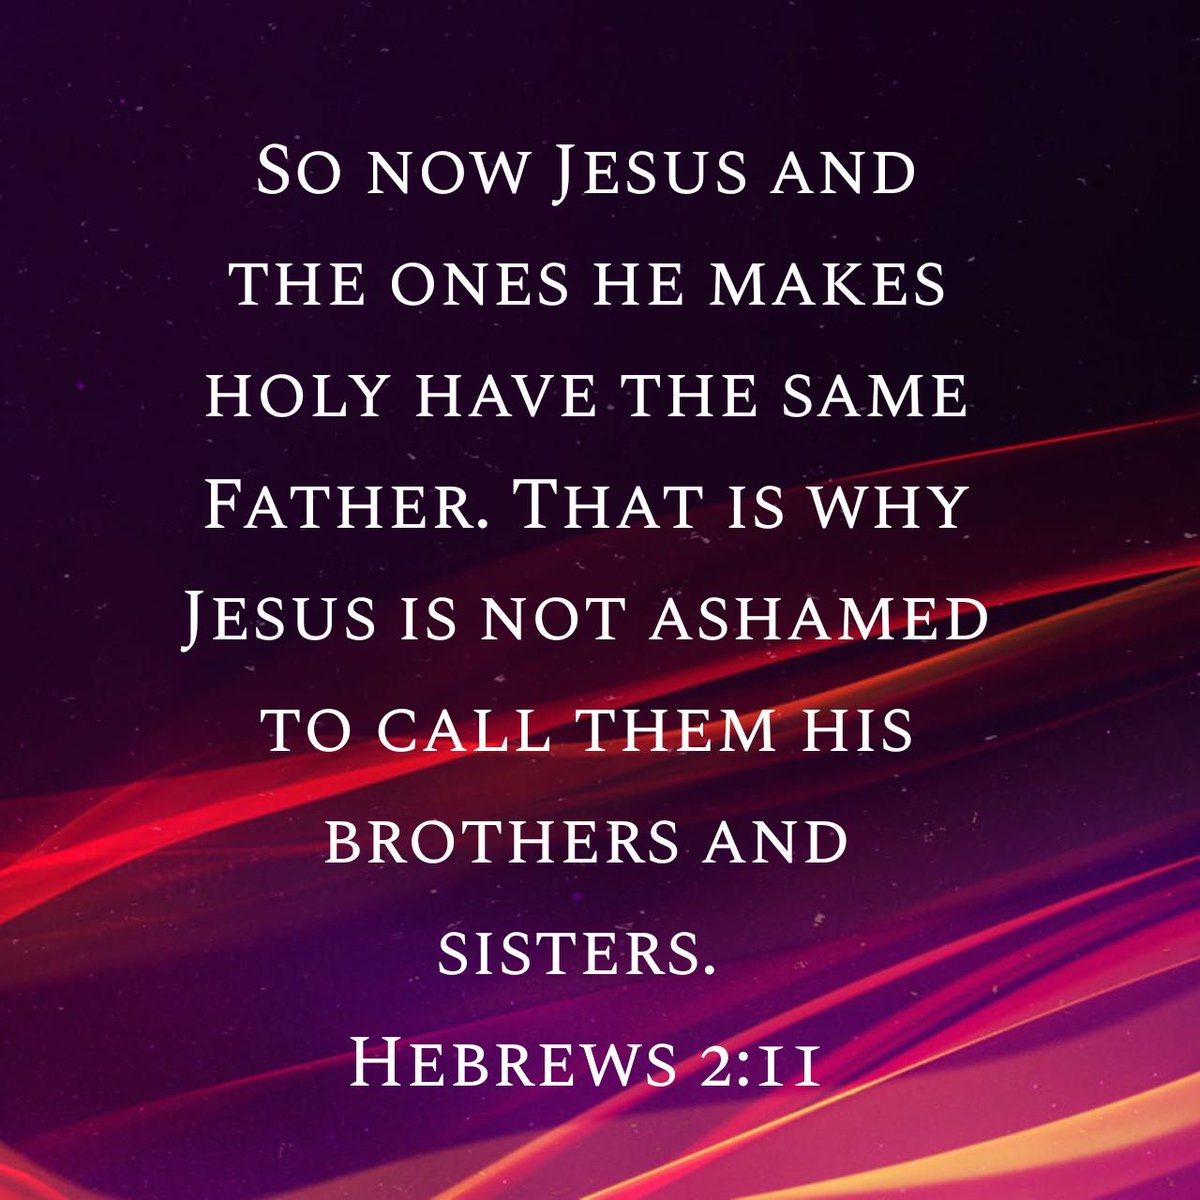 So now Jesus and
the ones he makes
holy have the same
Father. That is why
Jesus is not ashamed
to call them his
brothers and
sisters.
Hebrews 2:11